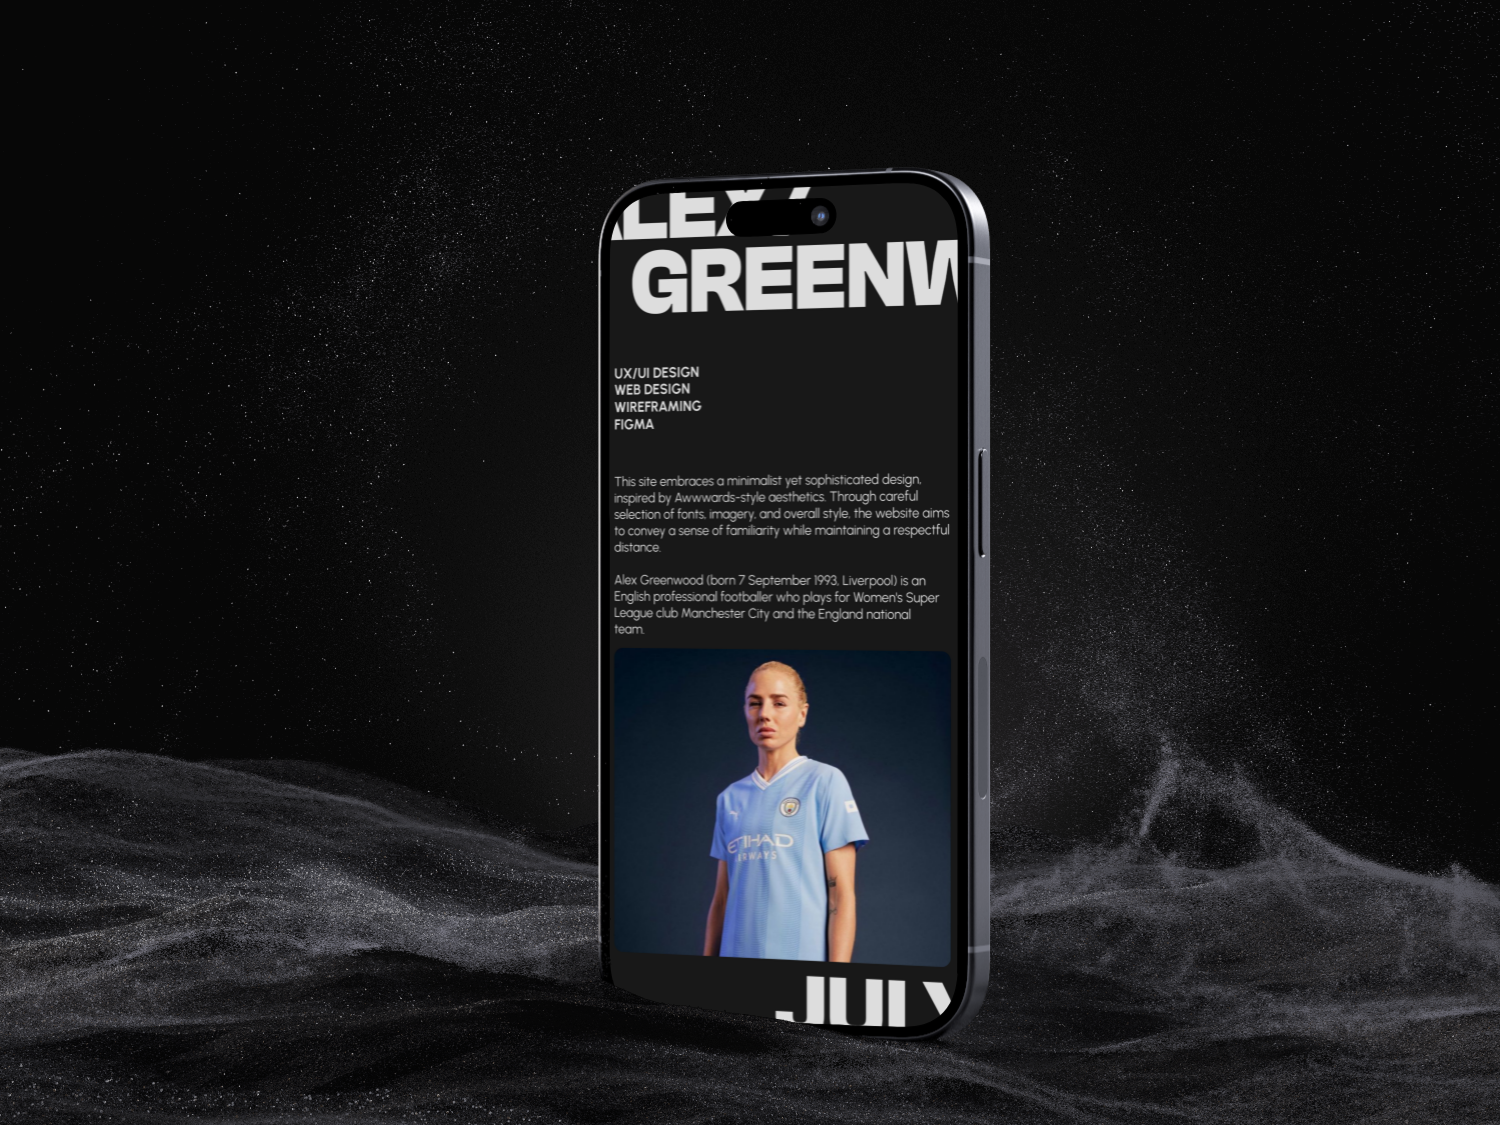 ALEX /
GREENW
UX/UI DESIGN
WEB DESIGN
WIREFRAMING
FIGMA
This site embraces a minimalist yet sophisticated design,
inspired by Awwwards-style aesthetics. Through careful
selection of fonts, imagery, and overall style, the website aims
to convey a sense of familiarity while maintaining a respectful
distance.
Alex Greenwood (born 7 September 1993, Liverpool) is an
English professional footballer who plays for Women's Super
League club Manchester City and the England national
team.
ETIHAD
AIRWAYS
JULY